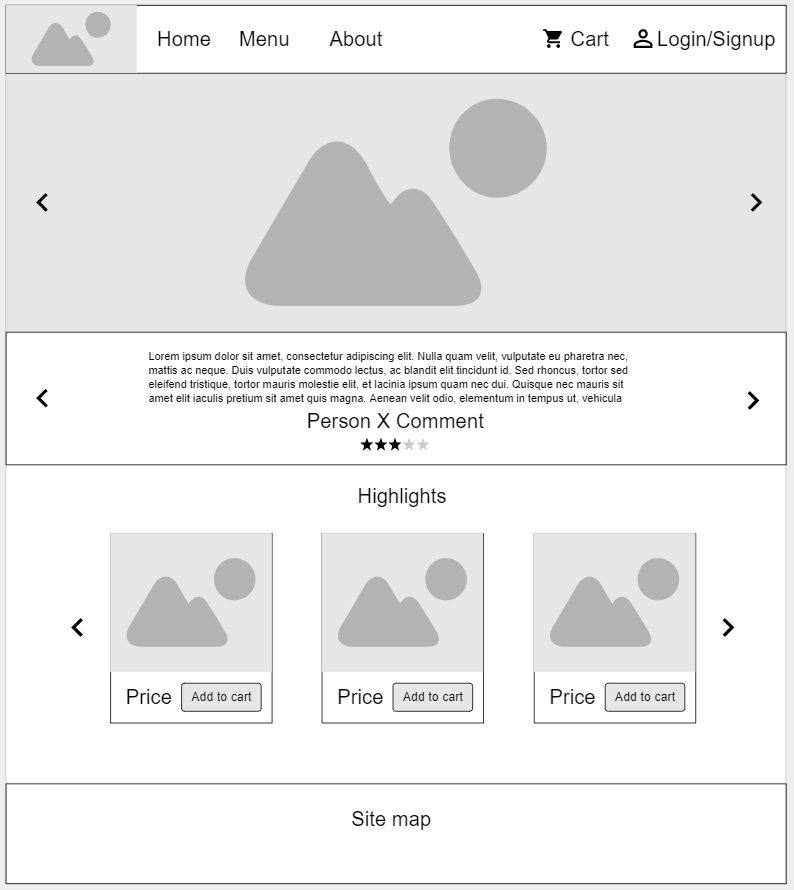 Home Menu About Cart Login/Signup
Lorem ipsum dolor sit amet, consectetur adipiscing elit. Nulla quam velit, vulputate eu pharetra nec,
mattis ac neque. Duis vulputate commodo lectus, ac blandit elit tincidunt id. Sed rhoncus, tortor sed
eleifend tristique, tortor mauris molestie elit, et lacinia ipsum quam nec dui. Quisque nec mauris sit
amet elit iaculis pretium sit amet quis magna. Aenean velit odio, elementum in tempus ut, vehicula
Person X Comment
Highlights
Price Add to cart Price Add to cart Price Add to cart
Site map